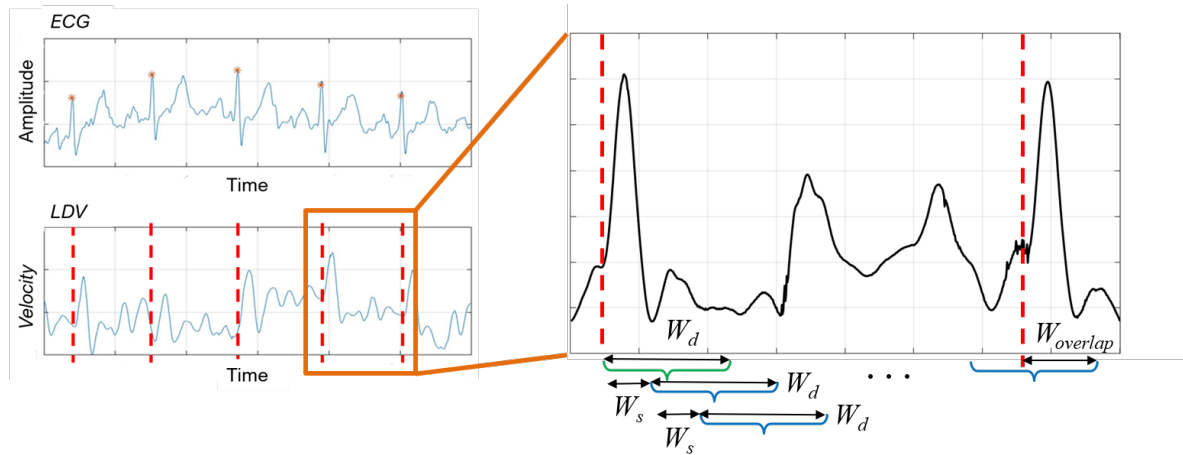 ECG
Amplitude
Time
LDV
Velocity
Time
W_d
W_overlap
W_s
W_d
. . .
W_s
W_d